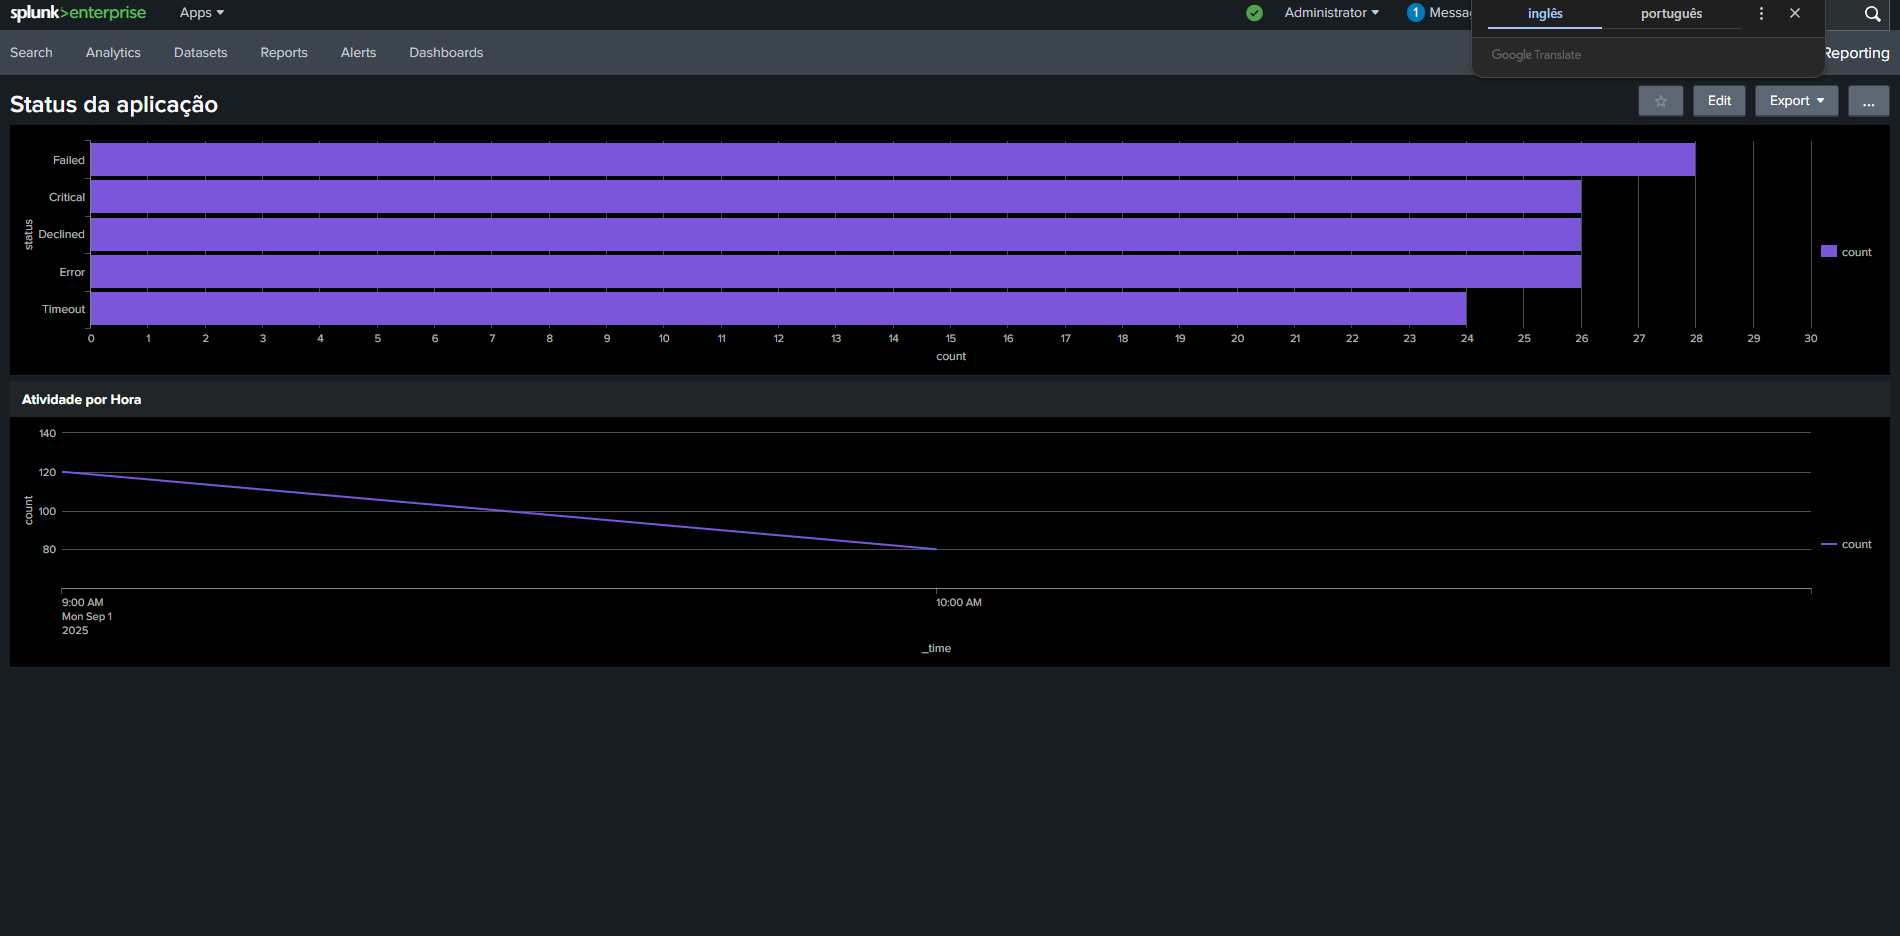 splunk>enterprise Apps Administrator 1 Messa inglês português
Google Translate
Search Analytics Datasets Reports Alerts Dashboards Reporting
Status da aplicação Edit Export ...
Failed
Critical
Declined
Error
Timeout
status
count
0 1 2 3 4 5 6 7 8 9 10 11 12 13 14 15 16 17 18 19 20 21 22 23 24 25 26 27 28 29 30
count
Atividade por Hora
140
120
100
80
count
count
9:00 AM 10:00 AM
Mon Sep 1
2025
_time